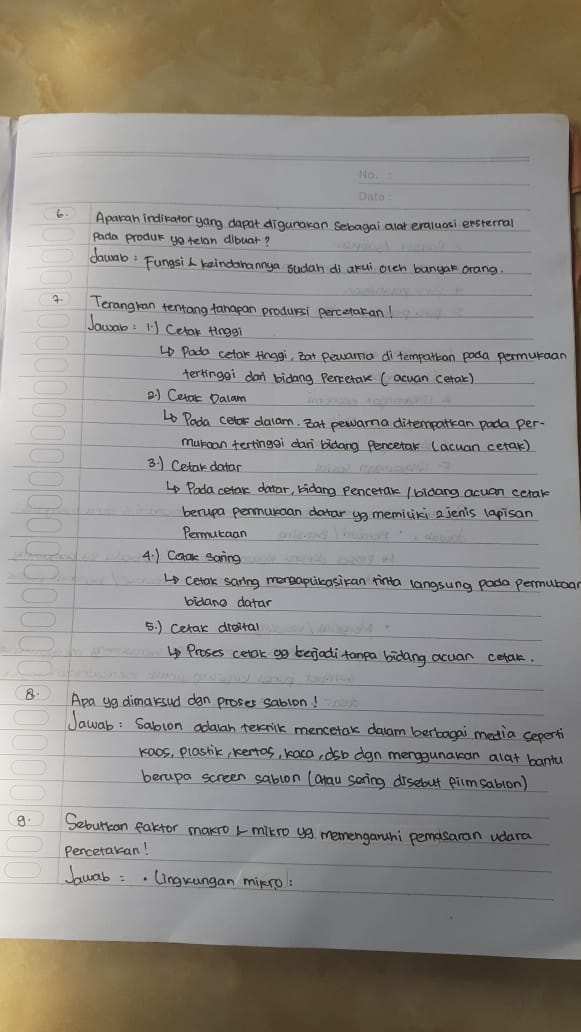 No. :
Date :
6. Apakah indikator yang dapat digunakan sebagai alat evaluasi eksternal
pada produk yg telah dibuat?
Jawab : Fungsi & keindahannya sudah di akui oleh banyak orang.
7. Terangkan tentang tahapan produksi percetakan!
Jawab : 1.) Cetak tinggi
↳ Pada cetak tinggi, zat pewarna di tempatkan pada permukaan
tertinggi dari bidang Pencetak (acuan cetak)
2.) Cetak Dalam
↳ Pada cetak dalam. zat pewarna ditempatkan pada per-
mukaan tertinggi dari bidang Pencetak (acuan cetak)
3.) Cetak datar
↳ Pada cetak datar, bidang pencetak / bidang acuan cetak
berupa permukaan datar yg memiliki 2 jenis lapisan
Permukaan
4.) Cetak saring
↳ Cetak saring mengaplikasikan tinta langsung pada permukaan
bidang datar
5.) Cetak digital
↳ Proses cetak yg terjadi tanpa bidang acuan cetak.
8. Apa yg dimaksud dgn proses sablon!
Jawab : Sablon adalah teknik mencetak dalam berbagai media seperti
kaos, plastik, kertas, kaca, dsb dgn menggunakan alat bantu
berupa screen sablon (atau sering disebut film sablon)
9. Sebutkan faktor makro & mikro yg memengaruhi pemasaran udara
percetakan!
Jawab : • Lingkungan mikro :